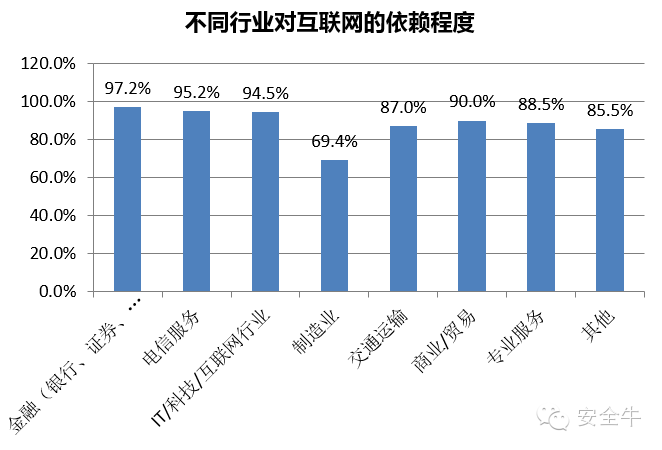 不同行业对互联网的依赖程度
120.0%
100.0%
80.0%
60.0%
40.0%
20.0%
0.0%
97.2%
95.2%
94.5%
69.4%
87.0%
90.0%
88.5%
85.5%
金融（银行、证券、…
电信服务
IT/科技/互联网行业
制造业
交通运输
商业/贸易
专业服务
其他
安全牛